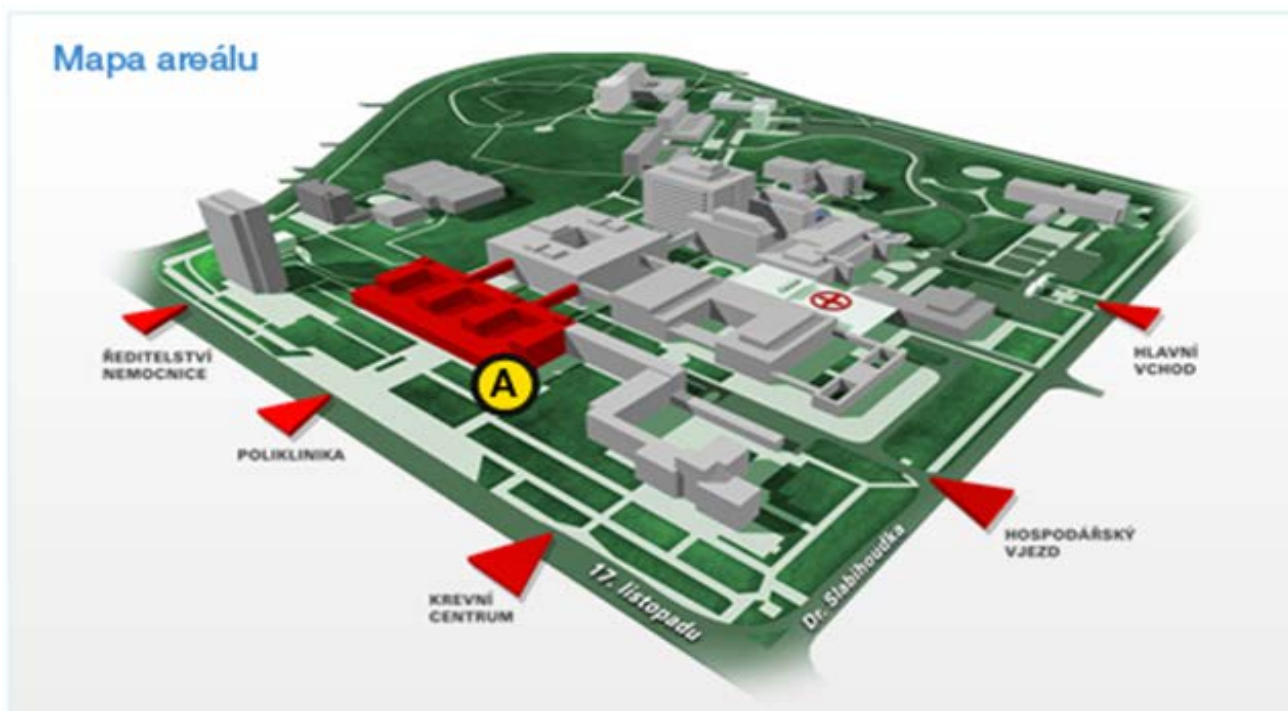 Mapa areálu
ŘEDITELSTVÍ
NEMOCNICE
POLIKLINIKA
A
HLAVNÍ
VCHOD
HOSPODÁŘSKÝ
VJEZD
KREVNÍ
CENTRUM
17. listopadu
Dr. Slabihoudka